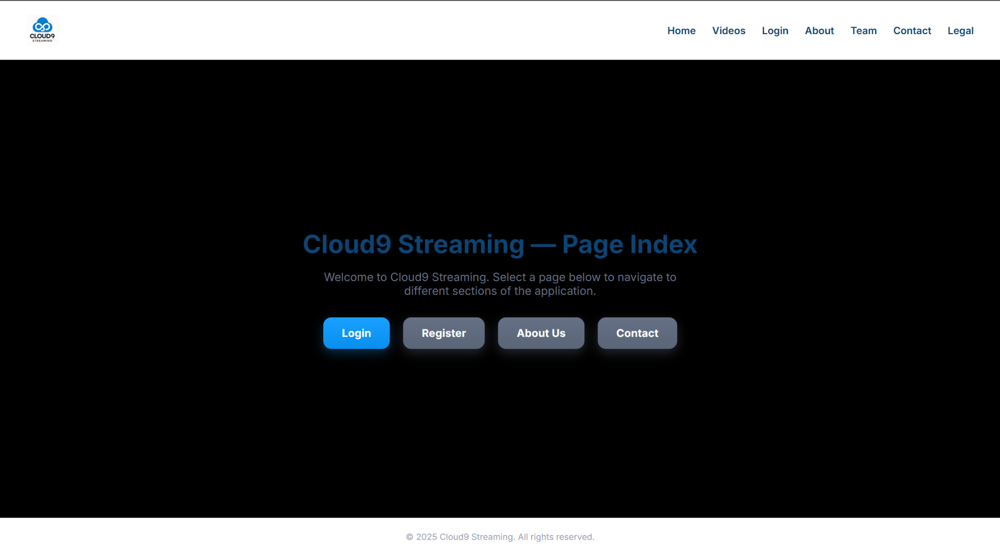 CLOUD9
STREAMING
Home Videos Login About Team Contact Legal
Cloud9 Streaming — Page Index
Welcome to Cloud9 Streaming. Select a page below to navigate to
different sections of the application.
Login Register About Us Contact
© 2025 Cloud9 Streaming. All rights reserved.